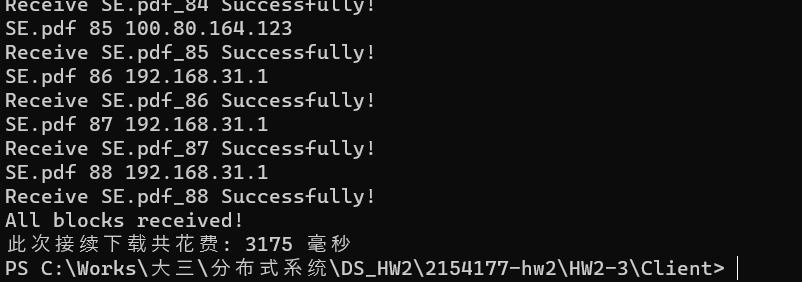 Receive SE.pdf_84 Successfully!
SE.pdf 85 100.80.164.123
Receive SE.pdf_85 Successfully!
SE.pdf 86 192.168.31.1
Receive SE.pdf_86 Successfully!
SE.pdf 87 192.168.31.1
Receive SE.pdf_87 Successfully!
SE.pdf 88 192.168.31.1
Receive SE.pdf_88 Successfully!
All blocks received!
此次接续下载共花费: 3175 毫秒
PS C:\Works\大三\分布式系统\DS_HW2\2154177-hw2\HW2-3\Client>